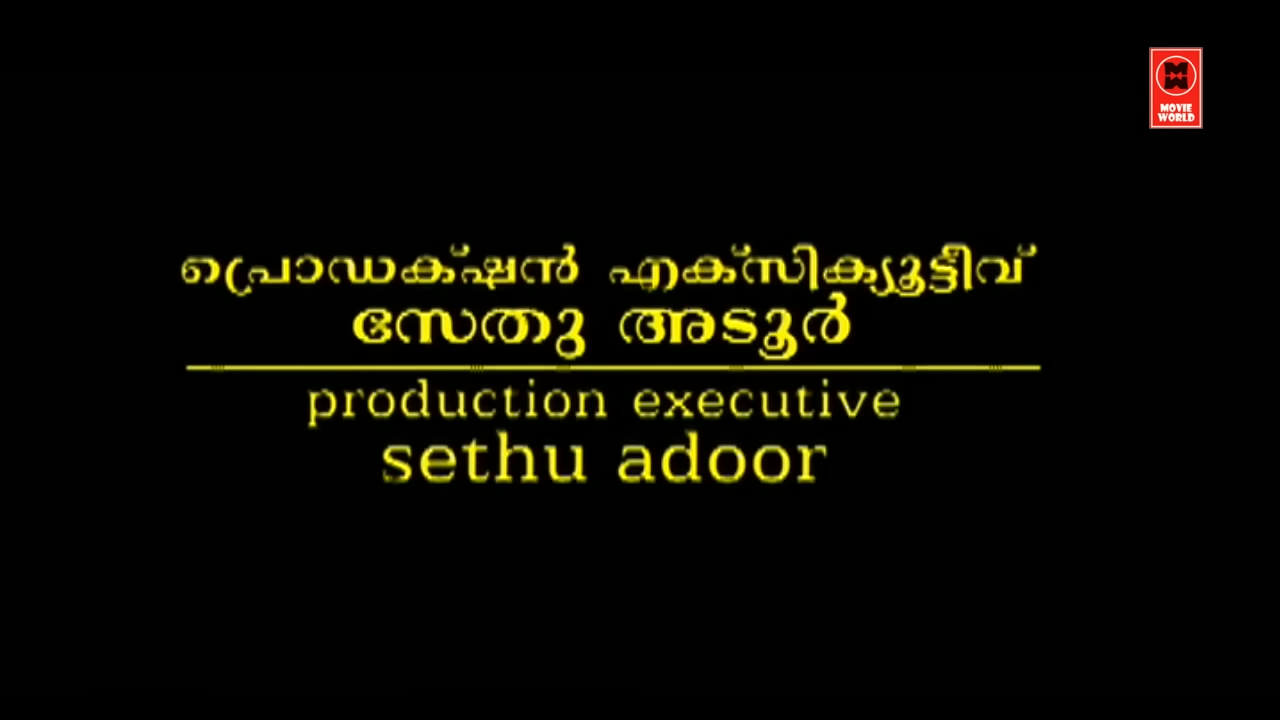 MOVIE
WORLD
പ്രൊഡക്ഷൻ എക്സിക്യൂട്ടീവ്
സേതു അടൂർ
production executive
sethu adoor